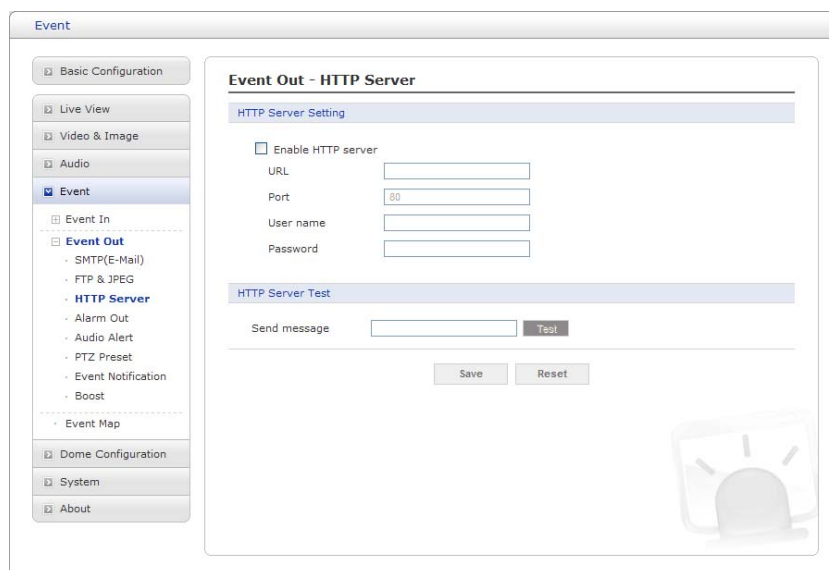 Event
Basic Configuration
Live View
Video & Image
Audio
Event
Event In
Event Out
SMTP(E-Mail)
FTP & JPEG
HTTP Server
Alarm Out
Audio Alert
PTZ Preset
Event Notification
Boost
Event Map
Dome Configuration
System
About
Event Out - HTTP Server
HTTP Server Setting
Enable HTTP server
URL
Port 80
User name
Password
HTTP Server Test
Send message Test
Save Reset